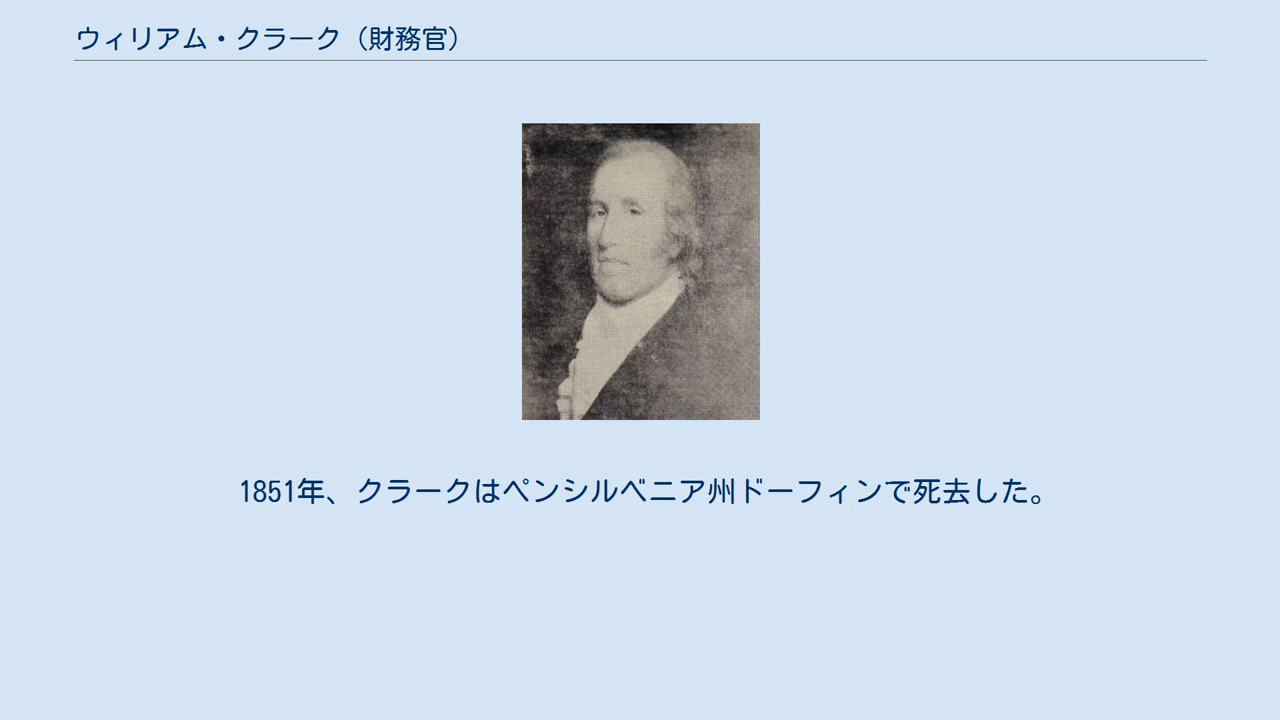 ウィリアム・クラーク（財務官）
1851年、クラークはペンシルベニア州ドーフィンで死去した。